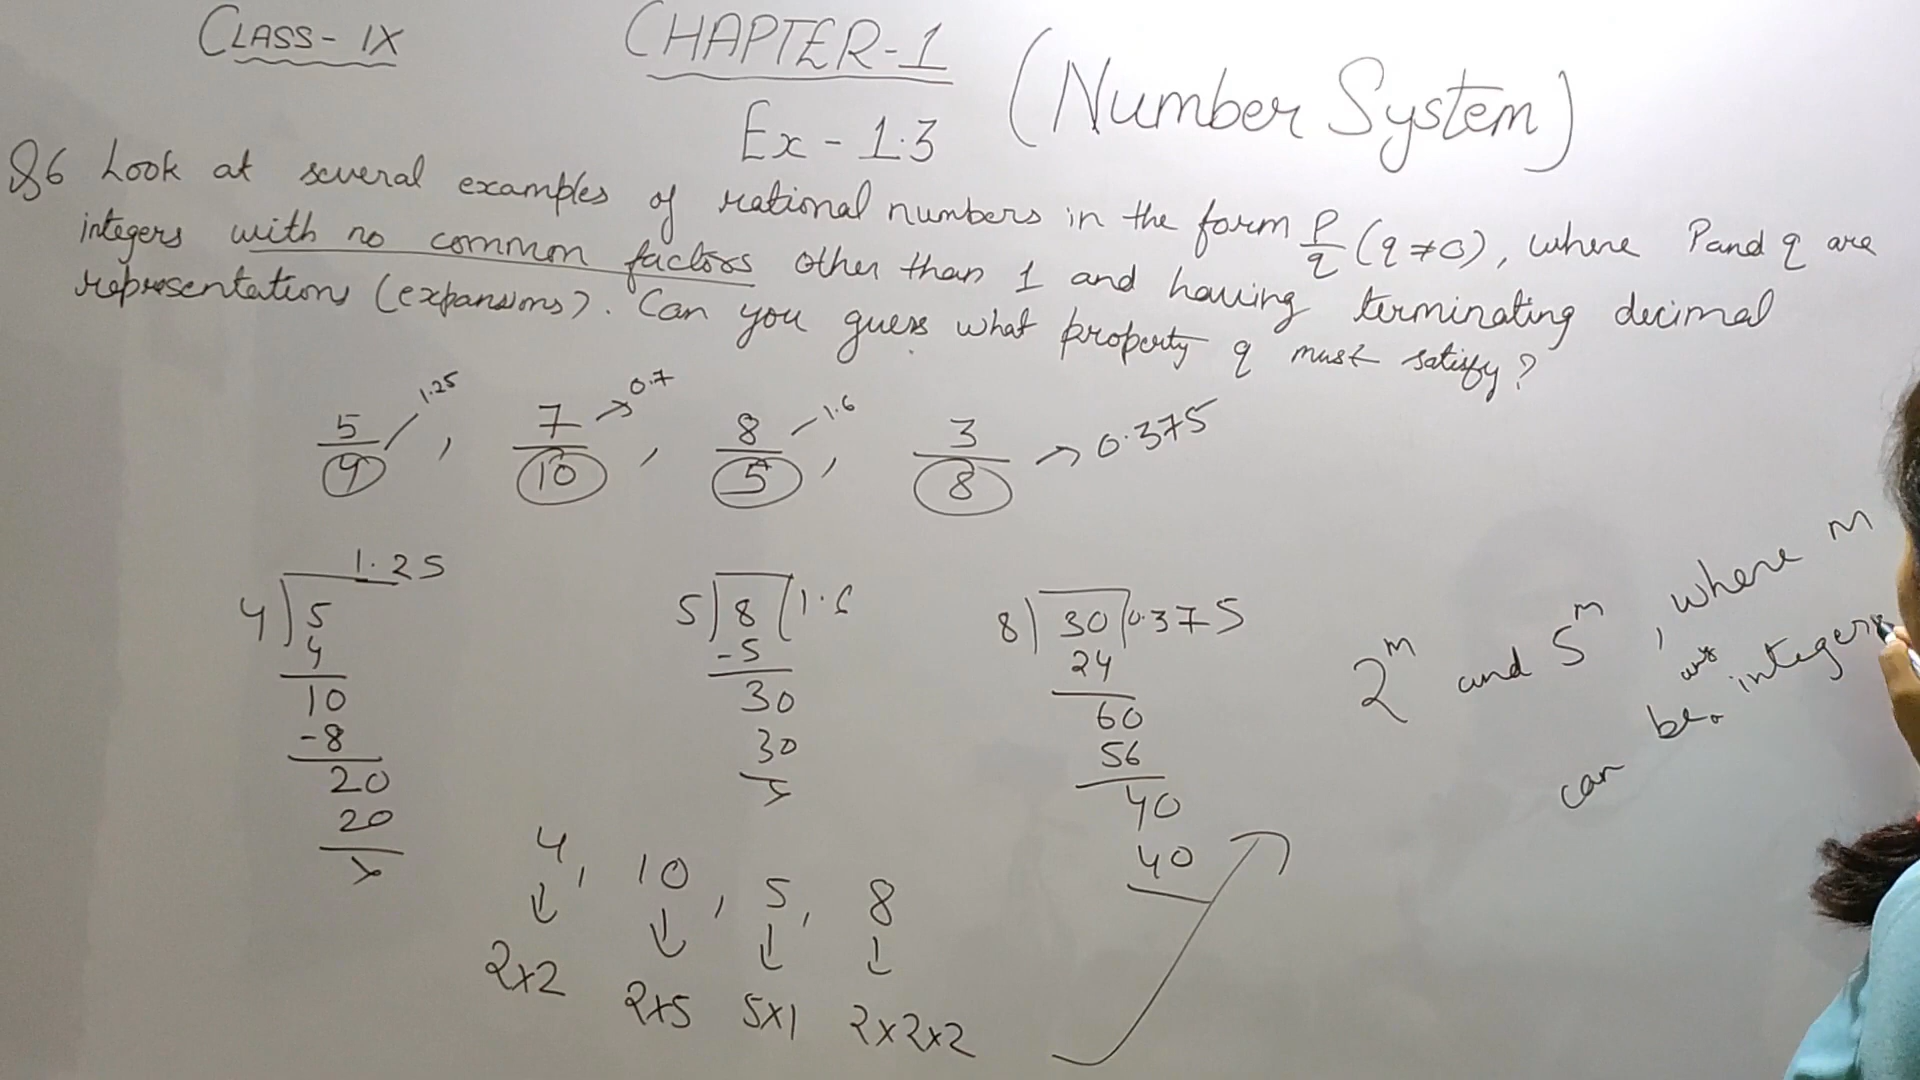 CLASS - IX
CHAPTER-1
(Number System)
Ex - 1.3
Q6 Look at several examples of rational numbers in the form p/q (q≠0), where P and q are
integers with no common factors other than 1 and having terminating decimal
representations (expansions). Can you guess what property q must satisfy?
5/4 1.25 , 7/10 → 0.7 , 8/5 1.6 , 3/8 → 0.375
1.25
4) 5
4
10
-8
20
20
5) 8 (1.6
-5
30
30
8) 30 (0.375
24
60
56
40
40
2^m and 5^m , where m
can be any integers
4, 10, 5, 8
↓ ↓ ↓ ↓
2×2 2×5 5×1 2×2×2